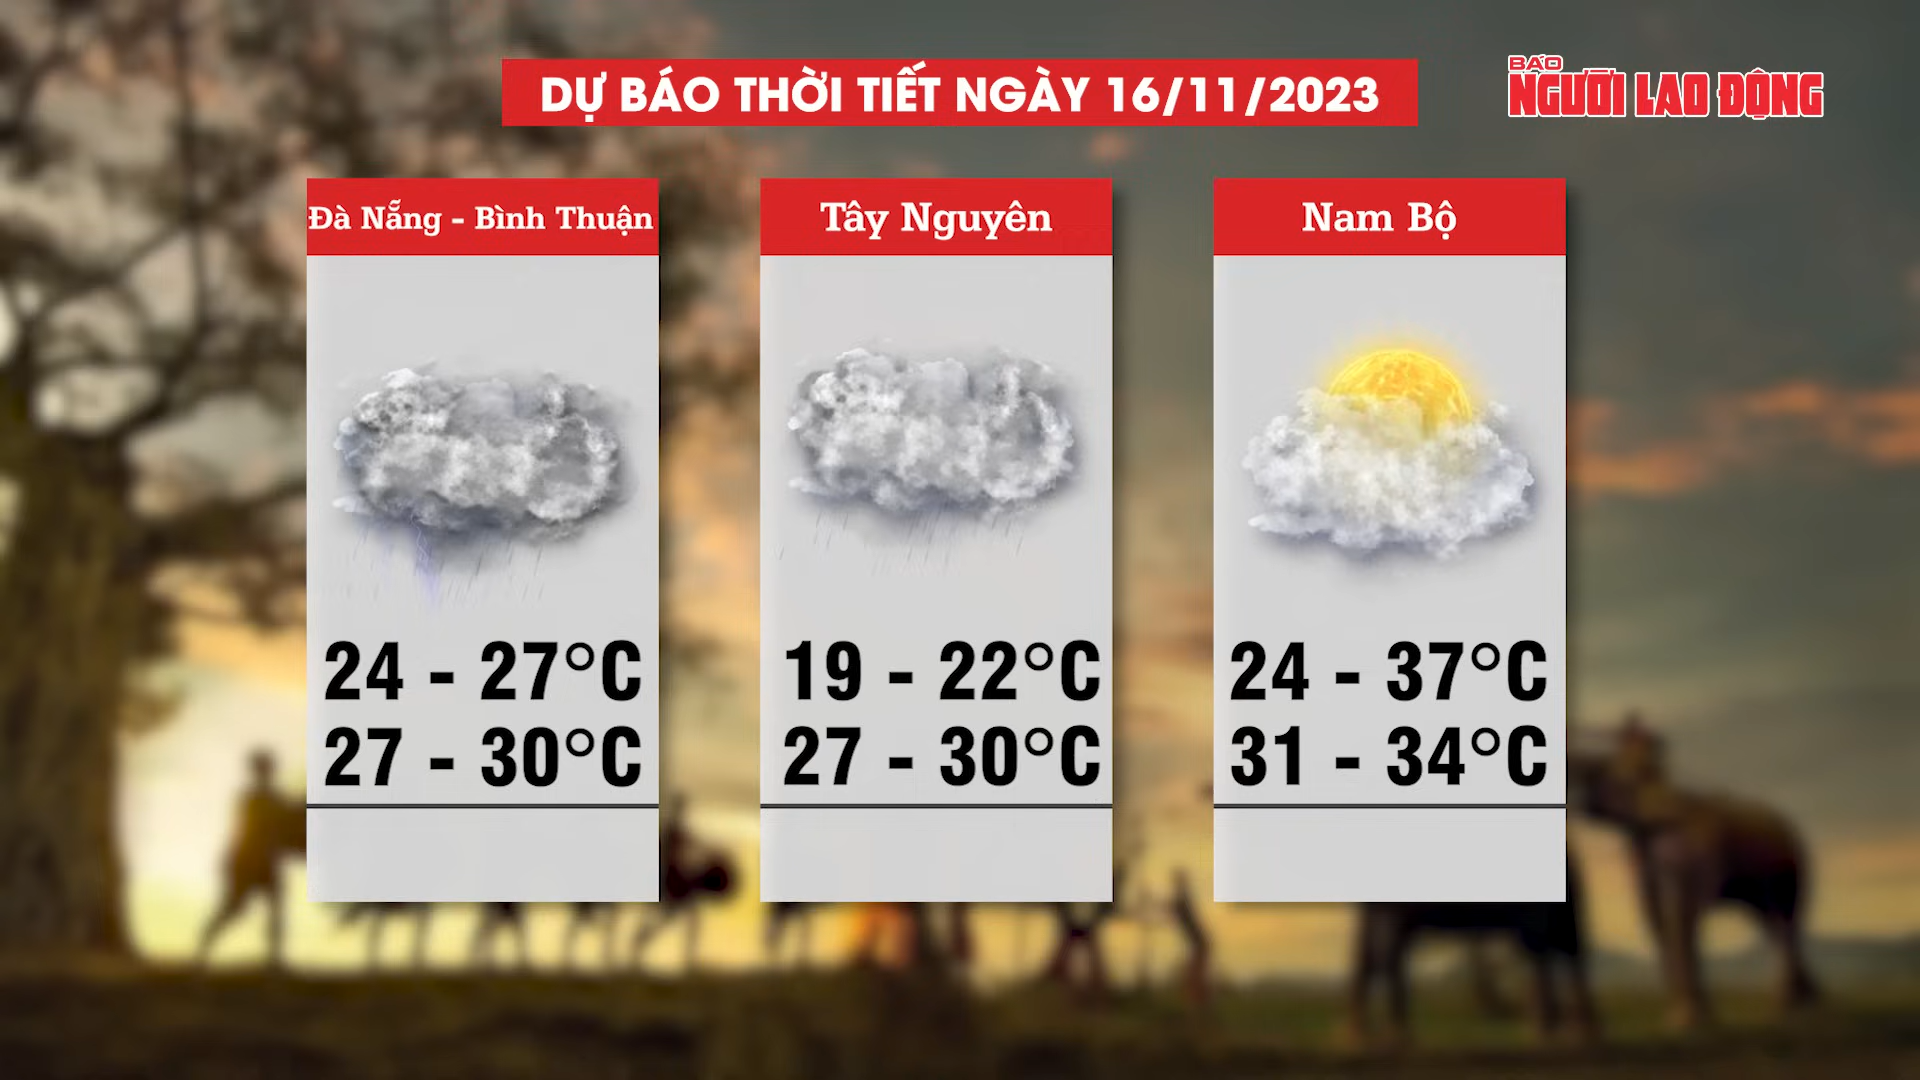 DỰ BÁO THỜI TIẾT NGÀY 16/11/2023
BÁO
NGƯỜI LAO ĐỘNG
Đà Nẵng - Bình Thuận
24 - 27°C
27 - 30°C
Tây Nguyên
19 - 22°C
27 - 30°C
Nam Bộ
24 - 37°C
31 - 34°C